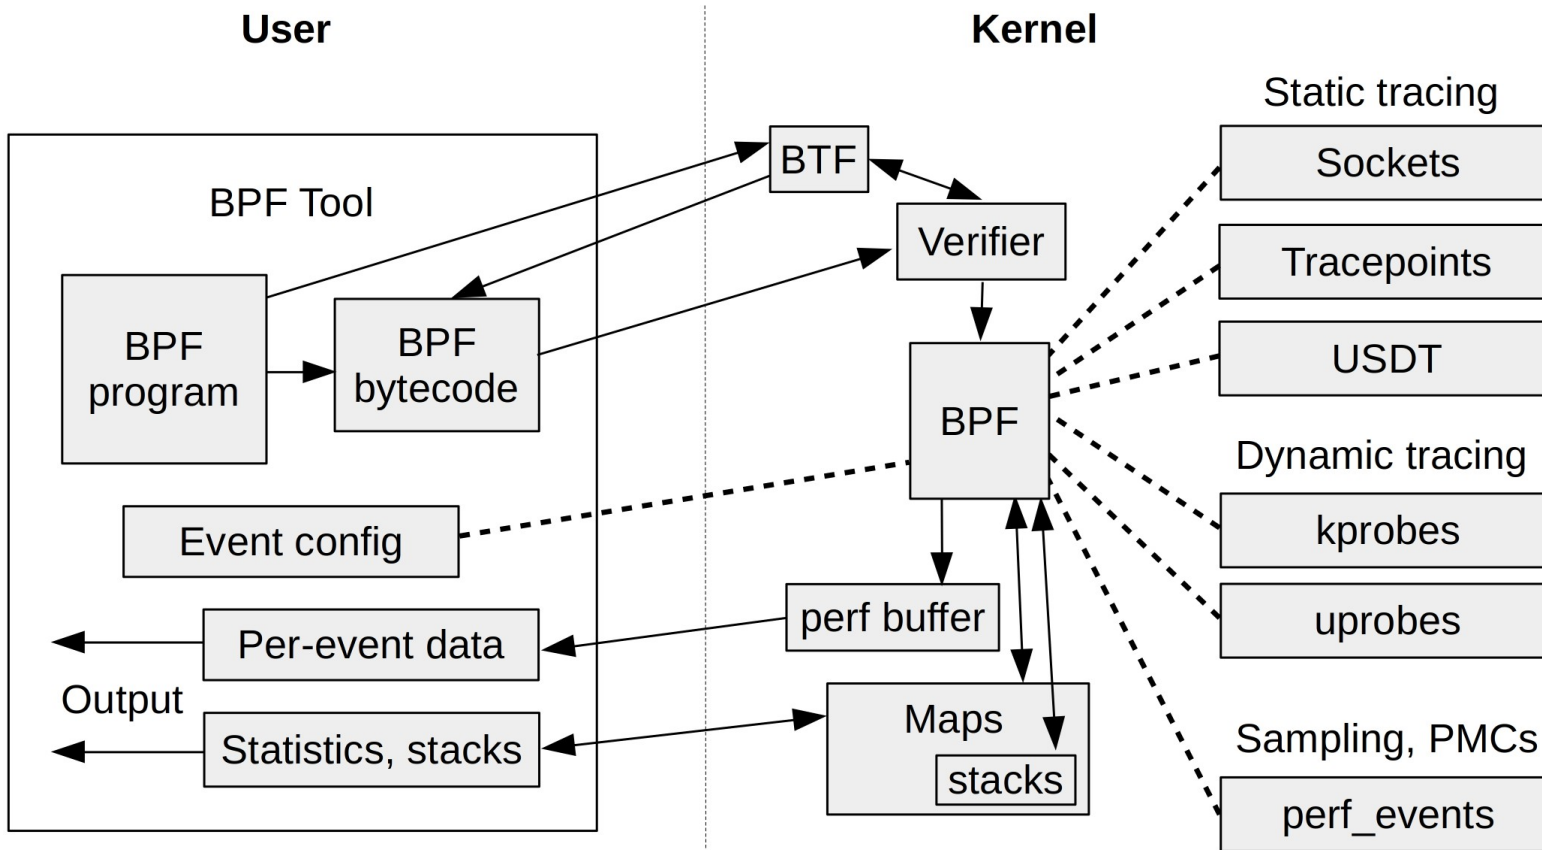 User
Kernel
Static tracing
Sockets
BTF
BPF Tool
Verifier
Tracepoints
BPF
program
BPF
bytecode
USDT
BPF
Dynamic tracing
kprobes
Event config
perf buffer
uprobes
Per-event data
Output
Maps
Statistics, stacks
stacks
Sampling, PMCs
perf_events